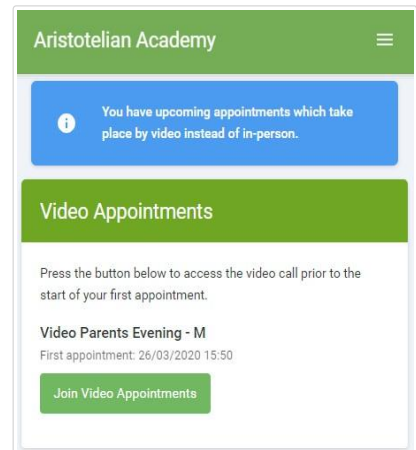 Aristotelian Academy
You have upcoming appointments which take
place by video instead of in-person.
Video Appointments
Press the button below to access the video call prior to the
start of your first appointment.
Video Parents Evening - M
First appointment: 26/03/2020 15:50
Join Video Appointments